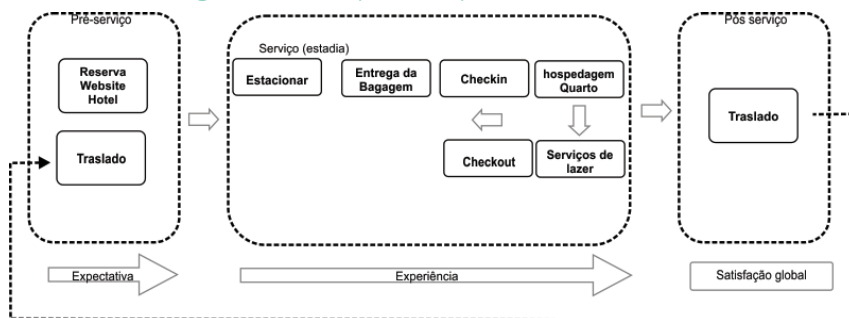 Pré-serviço
Reserva
Website
Hotel
Traslado
Serviço (estadia)
Estacionar
Entrega da
Bagagem
Checkin
hospedagem
Quarto
Checkout
Serviços de
lazer
Pós serviço
Traslado
Expectativa
Experiência
Satisfação global